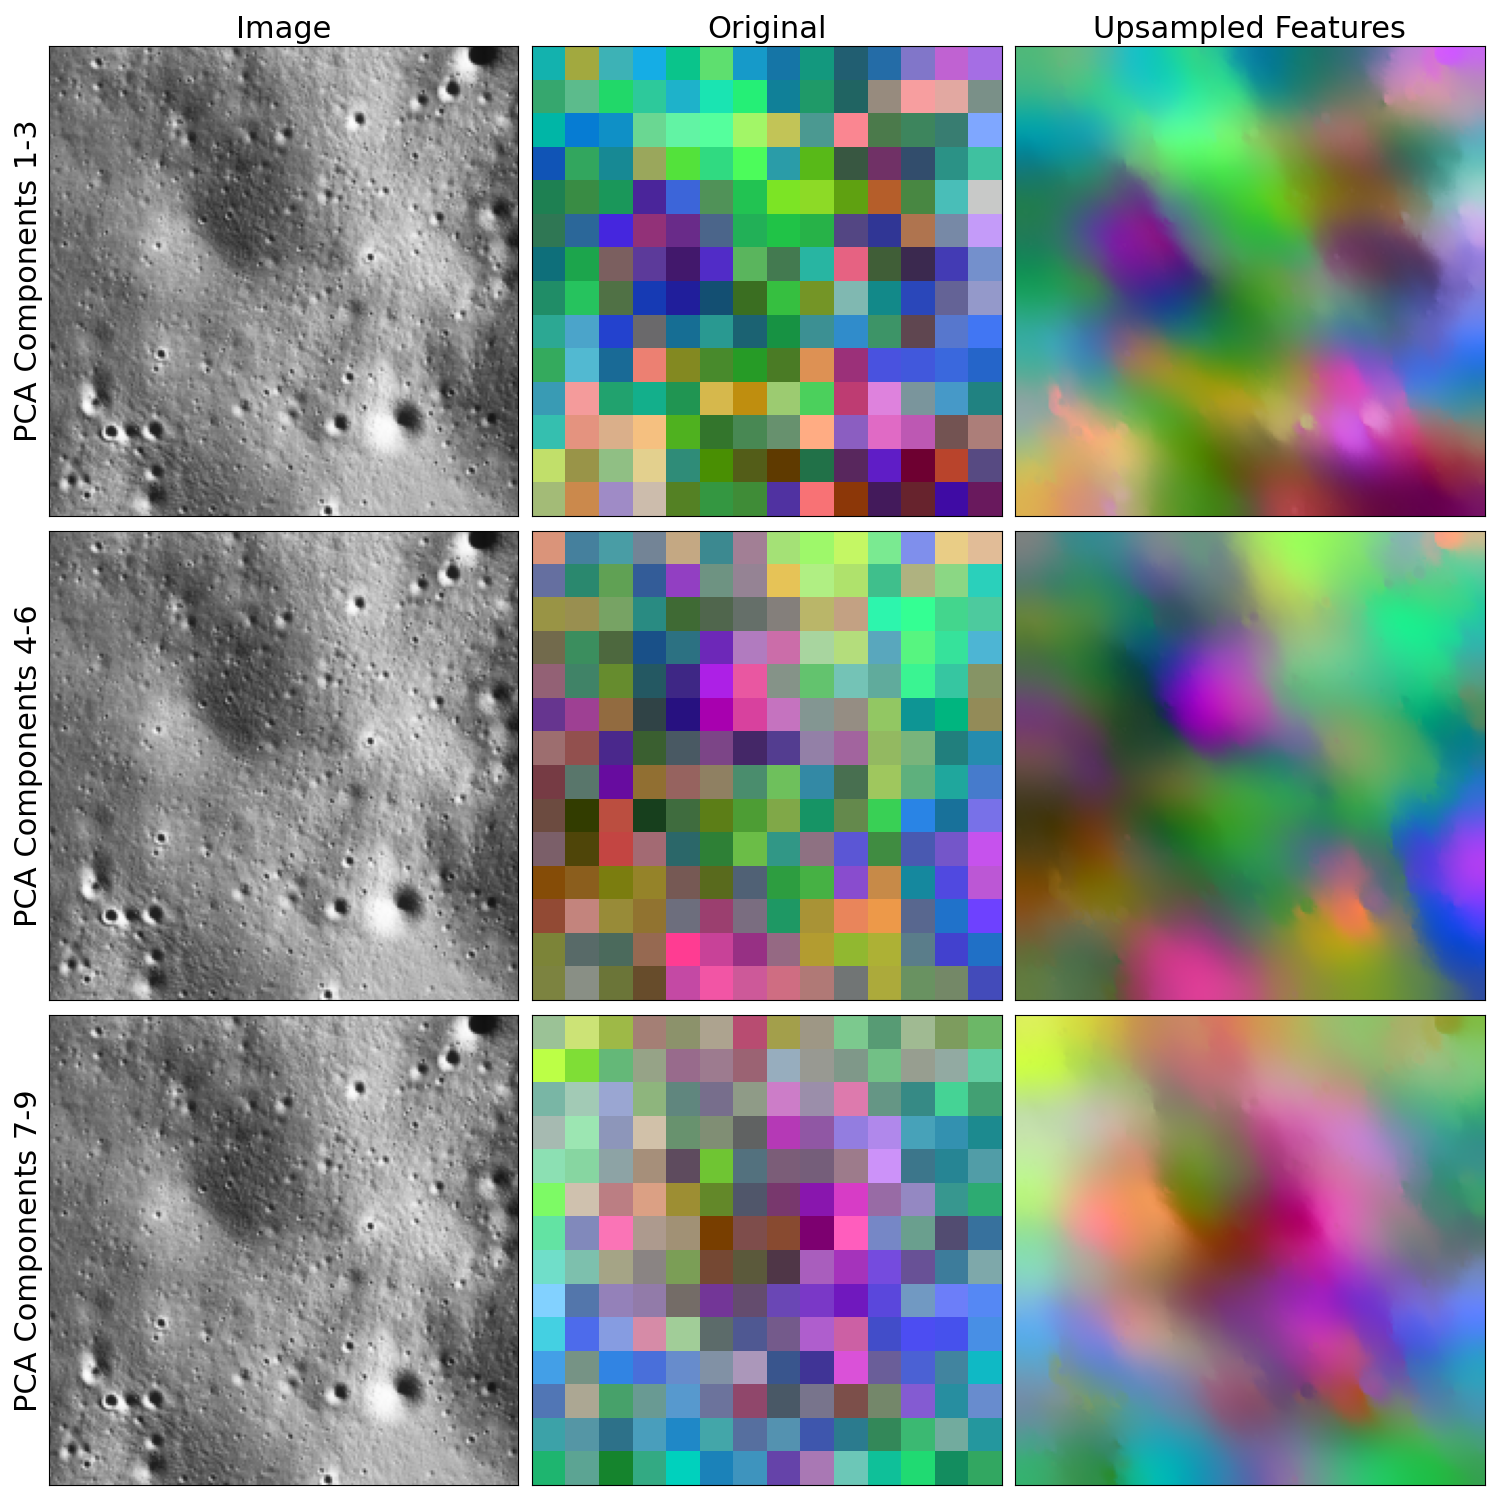 Image
Original
Upsampled Features
PCA Components 1-3
PCA Components 4-6
PCA Components 7-9